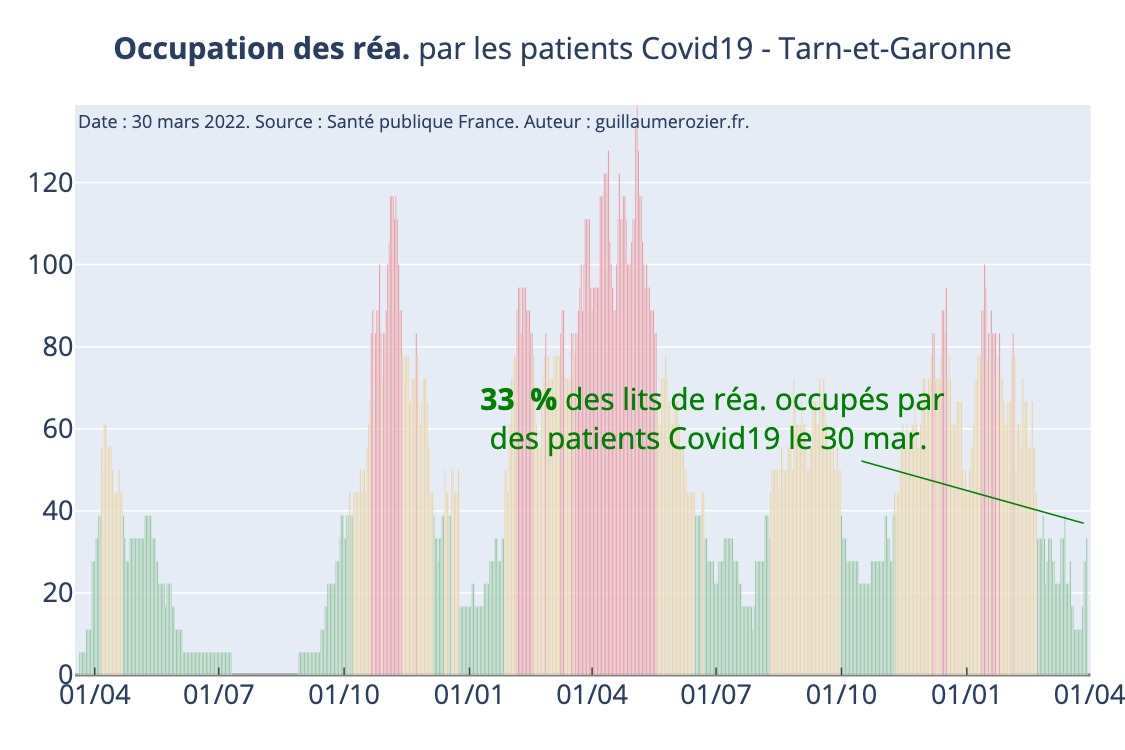 Occupation des réa. par les patients Covid19 - Tarn-et-Garonne
Date : 30 mars 2022. Source : Santé publique France. Auteur : guillaumerozier.fr.
120
100
80
33 % des lits de réa. occupés par
des patients Covid19 le 30 mar.
60
40
20
0
01/04 01/07 01/10 01/01 01/04 01/07 01/10 01/01 01/04